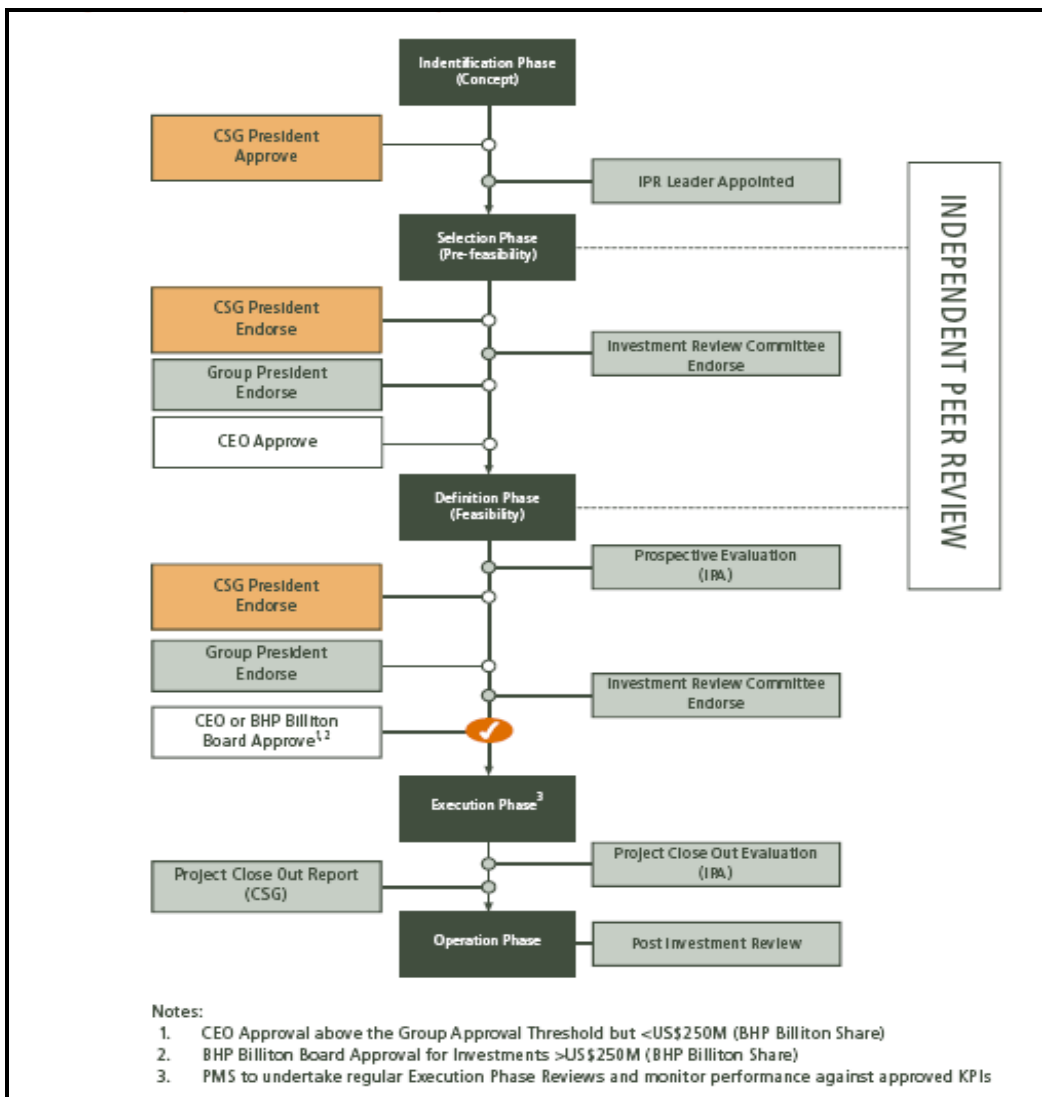 Indentification Phase
(Concept)
CSG President
Approve
IPR Leader Appointed
Selection Phase
(Pre-feasibility)
INDEPENDENT PEER REVIEW
CSG President
Endorse
Investment Review Committee
Endorse
Group President
Endorse
CEO Approve
Definition Phase
(Feasibility)
Prospective Evaluation
(IPA)
CSG President
Endorse
Group President
Endorse
Investment Review Committee
Endorse
CEO or BHP Billiton
Board Approve1,2
Execution Phase3
Project Close Out Evaluation
(IPA)
Project Close Out Report
(CSG)
Operation Phase
Post Investment Review
Notes:
1. CEO Approval above the Group Approval Threshold but <US$250M (BHP Billiton Share)
2. BHP Billiton Board Approval for Investments >US$250M (BHP Billiton Share)
3. PMS to undertake regular Execution Phase Reviews and monitor performance against approved KPIs